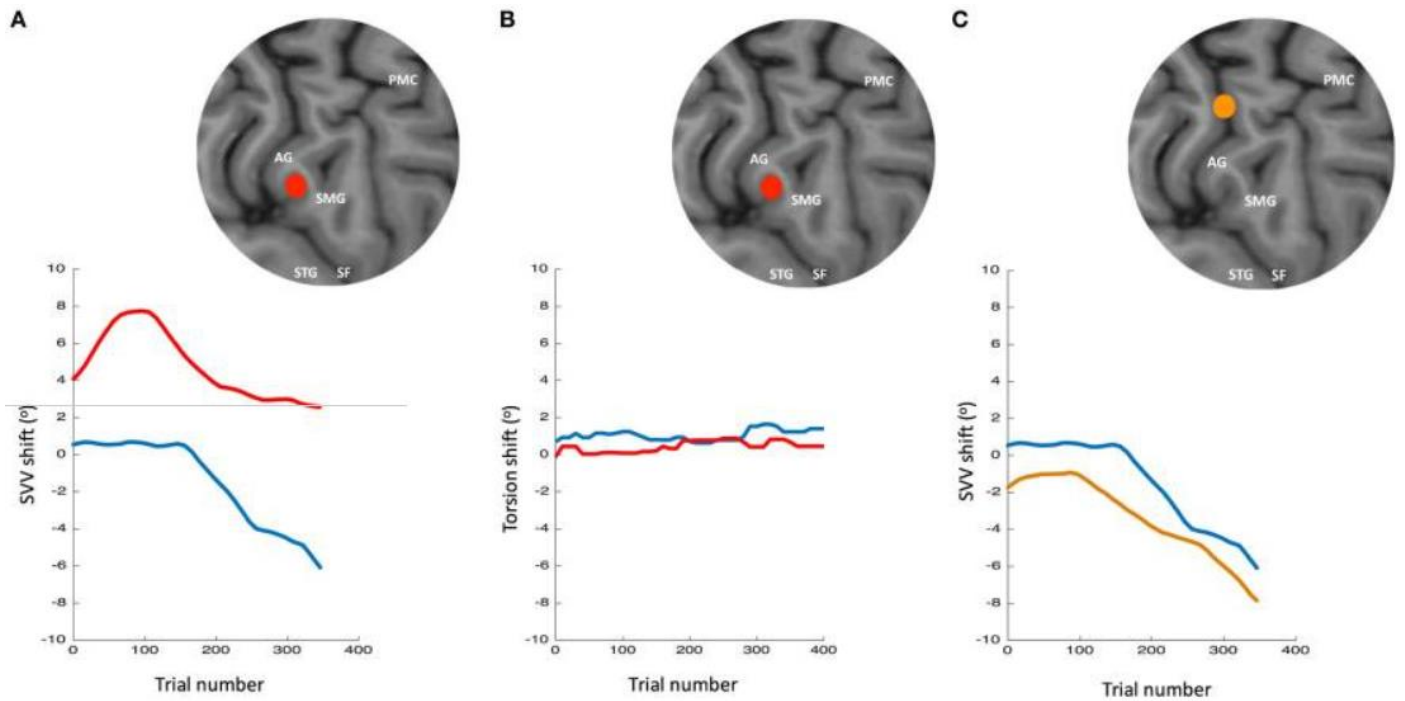 A
B
C
PMC
AG
SMG
STG SF
PMC
AG
SMG
STG SF
PMC
AG
SMG
STG SF
SVV shift (º)
10
8
6
4
2
0
-2
-4
-6
-8
-10
0 100 200 300 400
Trial number
Torsion shift (º)
10
8
6
4
2
0
-2
-4
-6
-8
-10
0 100 200 300 400
Trial number
SVV shift (º)
10
8
6
4
2
0
-2
-4
-6
-8
-10
0 100 200 300 400
Trial number